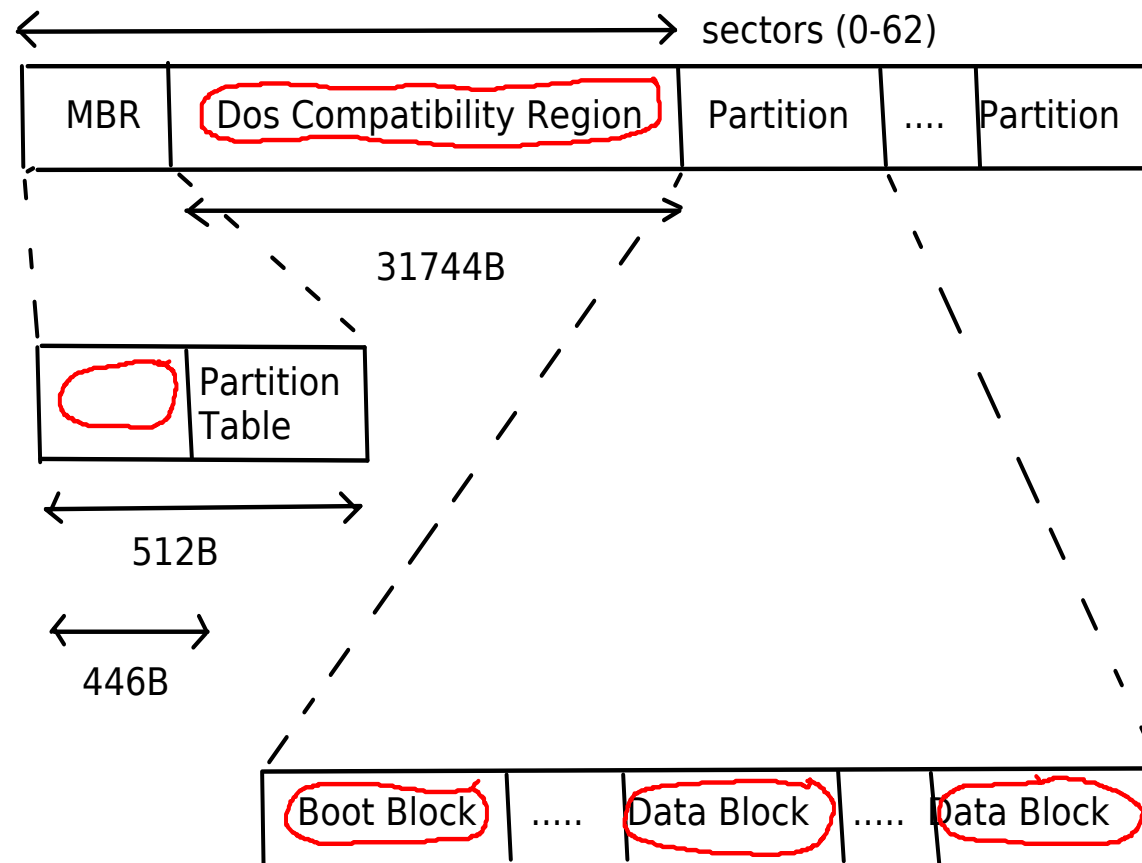 sectors (0-62)
MBR
Dos Compatibility Region
Partition
....
Partition
31744B
Partition
Table
512B
446B
Boot Block
.....
Data Block
.....
Data Block